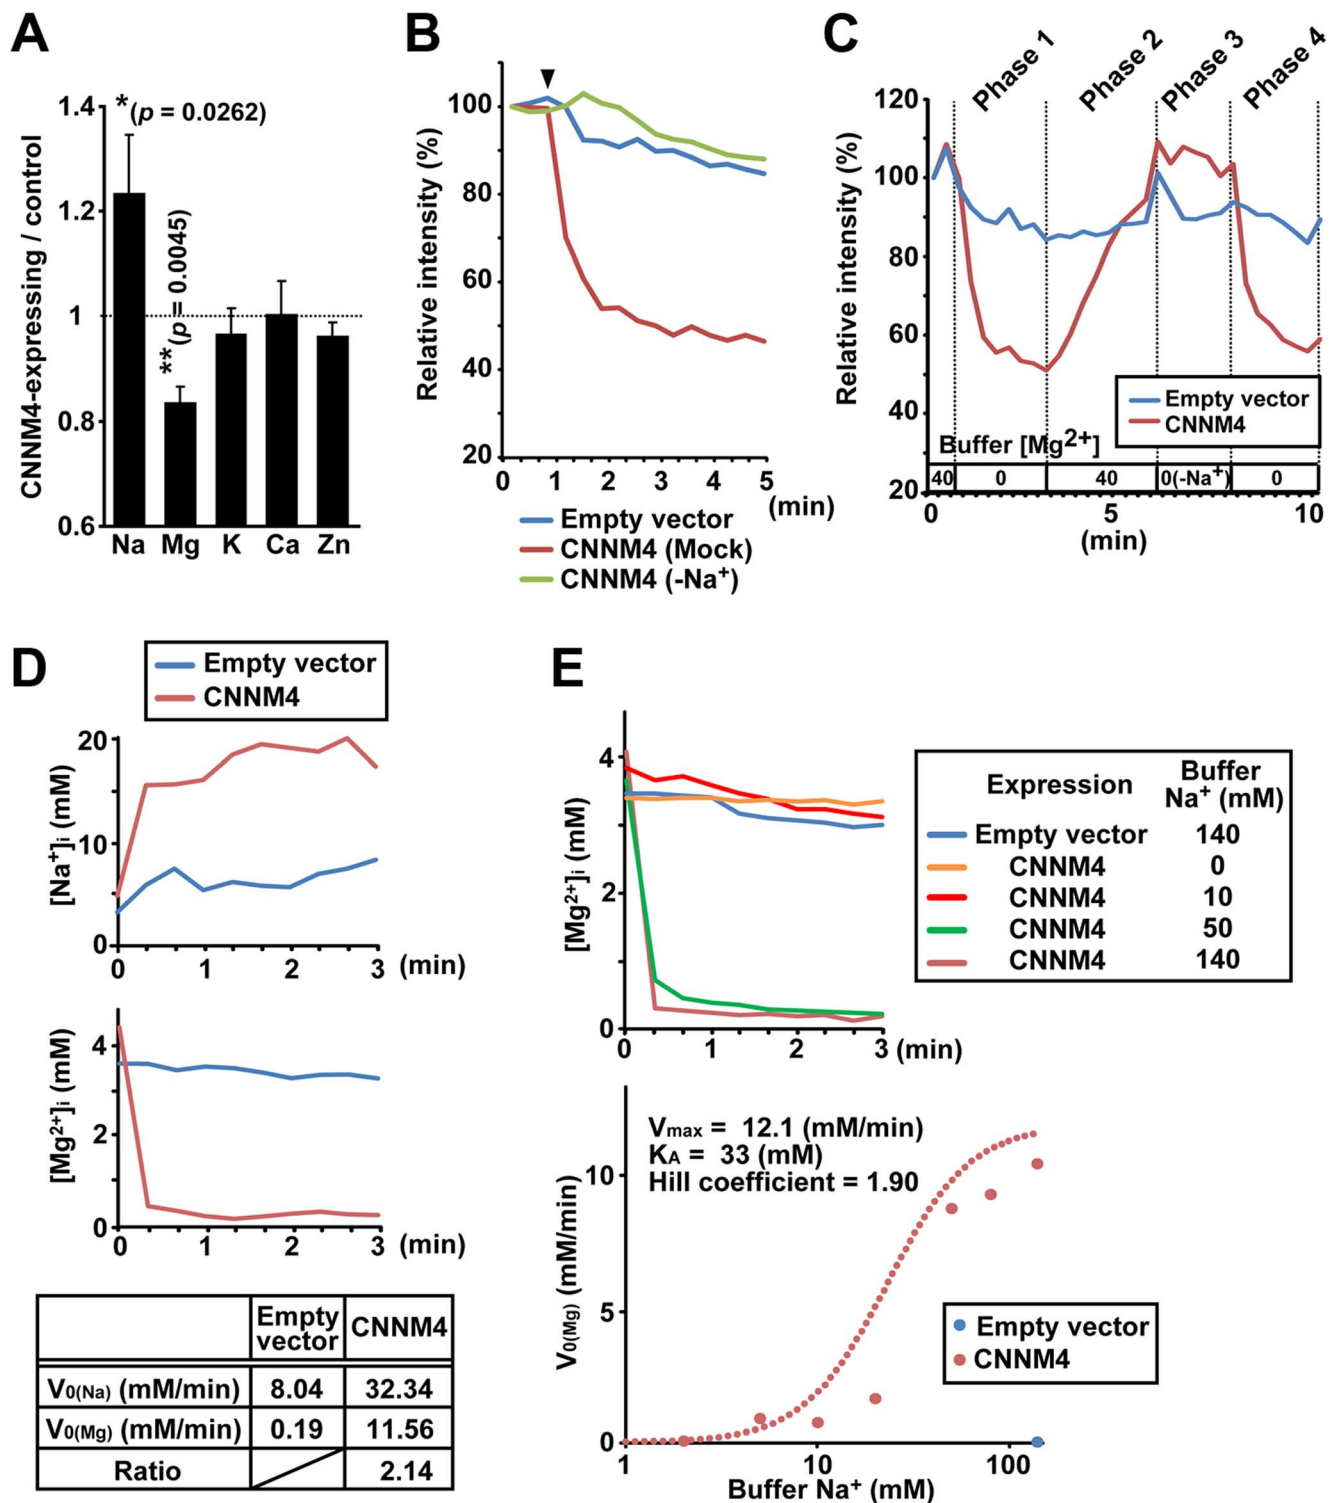 A
B
C
1.4
1.2
1
0.8
0.6
CNNM4-expressing / control
*(p = 0.0262)
**(p = 0.0045)
Na Mg K Ca Zn
Relative intensity (%)
100
80
60
40
20
0 1 2 3 4 5
(min)
Empty vector
CNNM4 (Mock)
CNNM4 (-Na+)
Phase 1
Phase 2
Phase 3
Phase 4
Relative intensity (%)
120
100
80
60
40
20
Empty vector
CNNM4
Buffer [Mg2+]
40 0 40 0(-Na+) 0
0 5 10
(min)
D
Empty vector
CNNM4
[Na+]i (mM)
20
10
0
0 1 2 3 (min)
[Mg2+]i (mM)
4
2
0
0 1 2 3 (min)
Empty vector CNNM4
V0(Na) (mM/min) 8.04 32.34
V0(Mg) (mM/min) 0.19 11.56
Ratio 2.14
E
[Mg2+]i (mM)
4
2
0
0 1 2 3 (min)
Expression Buffer Na+ (mM)
Empty vector 140
CNNM4 0
CNNM4 10
CNNM4 50
CNNM4 140
Vmax = 12.1 (mM/min)
KA = 33 (mM)
Hill coefficient = 1.90
V0(Mg) (mM/min)
10
5
0
Empty vector
CNNM4
1 10 100
Buffer Na+ (mM)